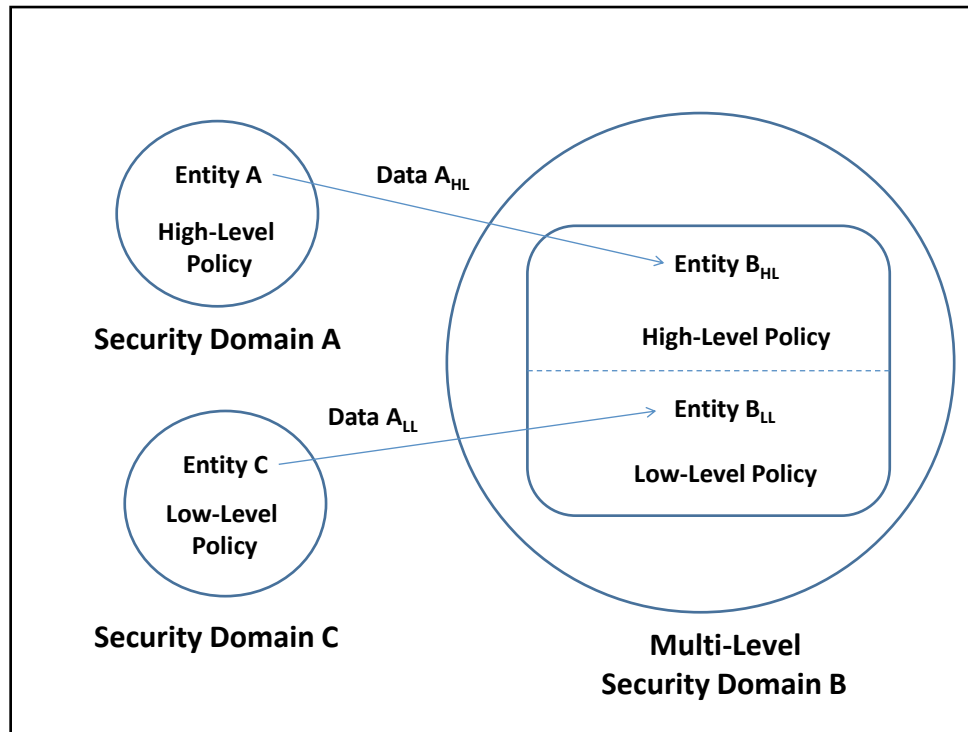 Entity A
High-Level
Policy
Security Domain A
Data A_HL
Entity C
Low-Level
Policy
Security Domain C
Data A_LL
Entity B_HL
High-Level Policy
Entity B_LL
Low-Level Policy
Multi-Level
Security Domain B